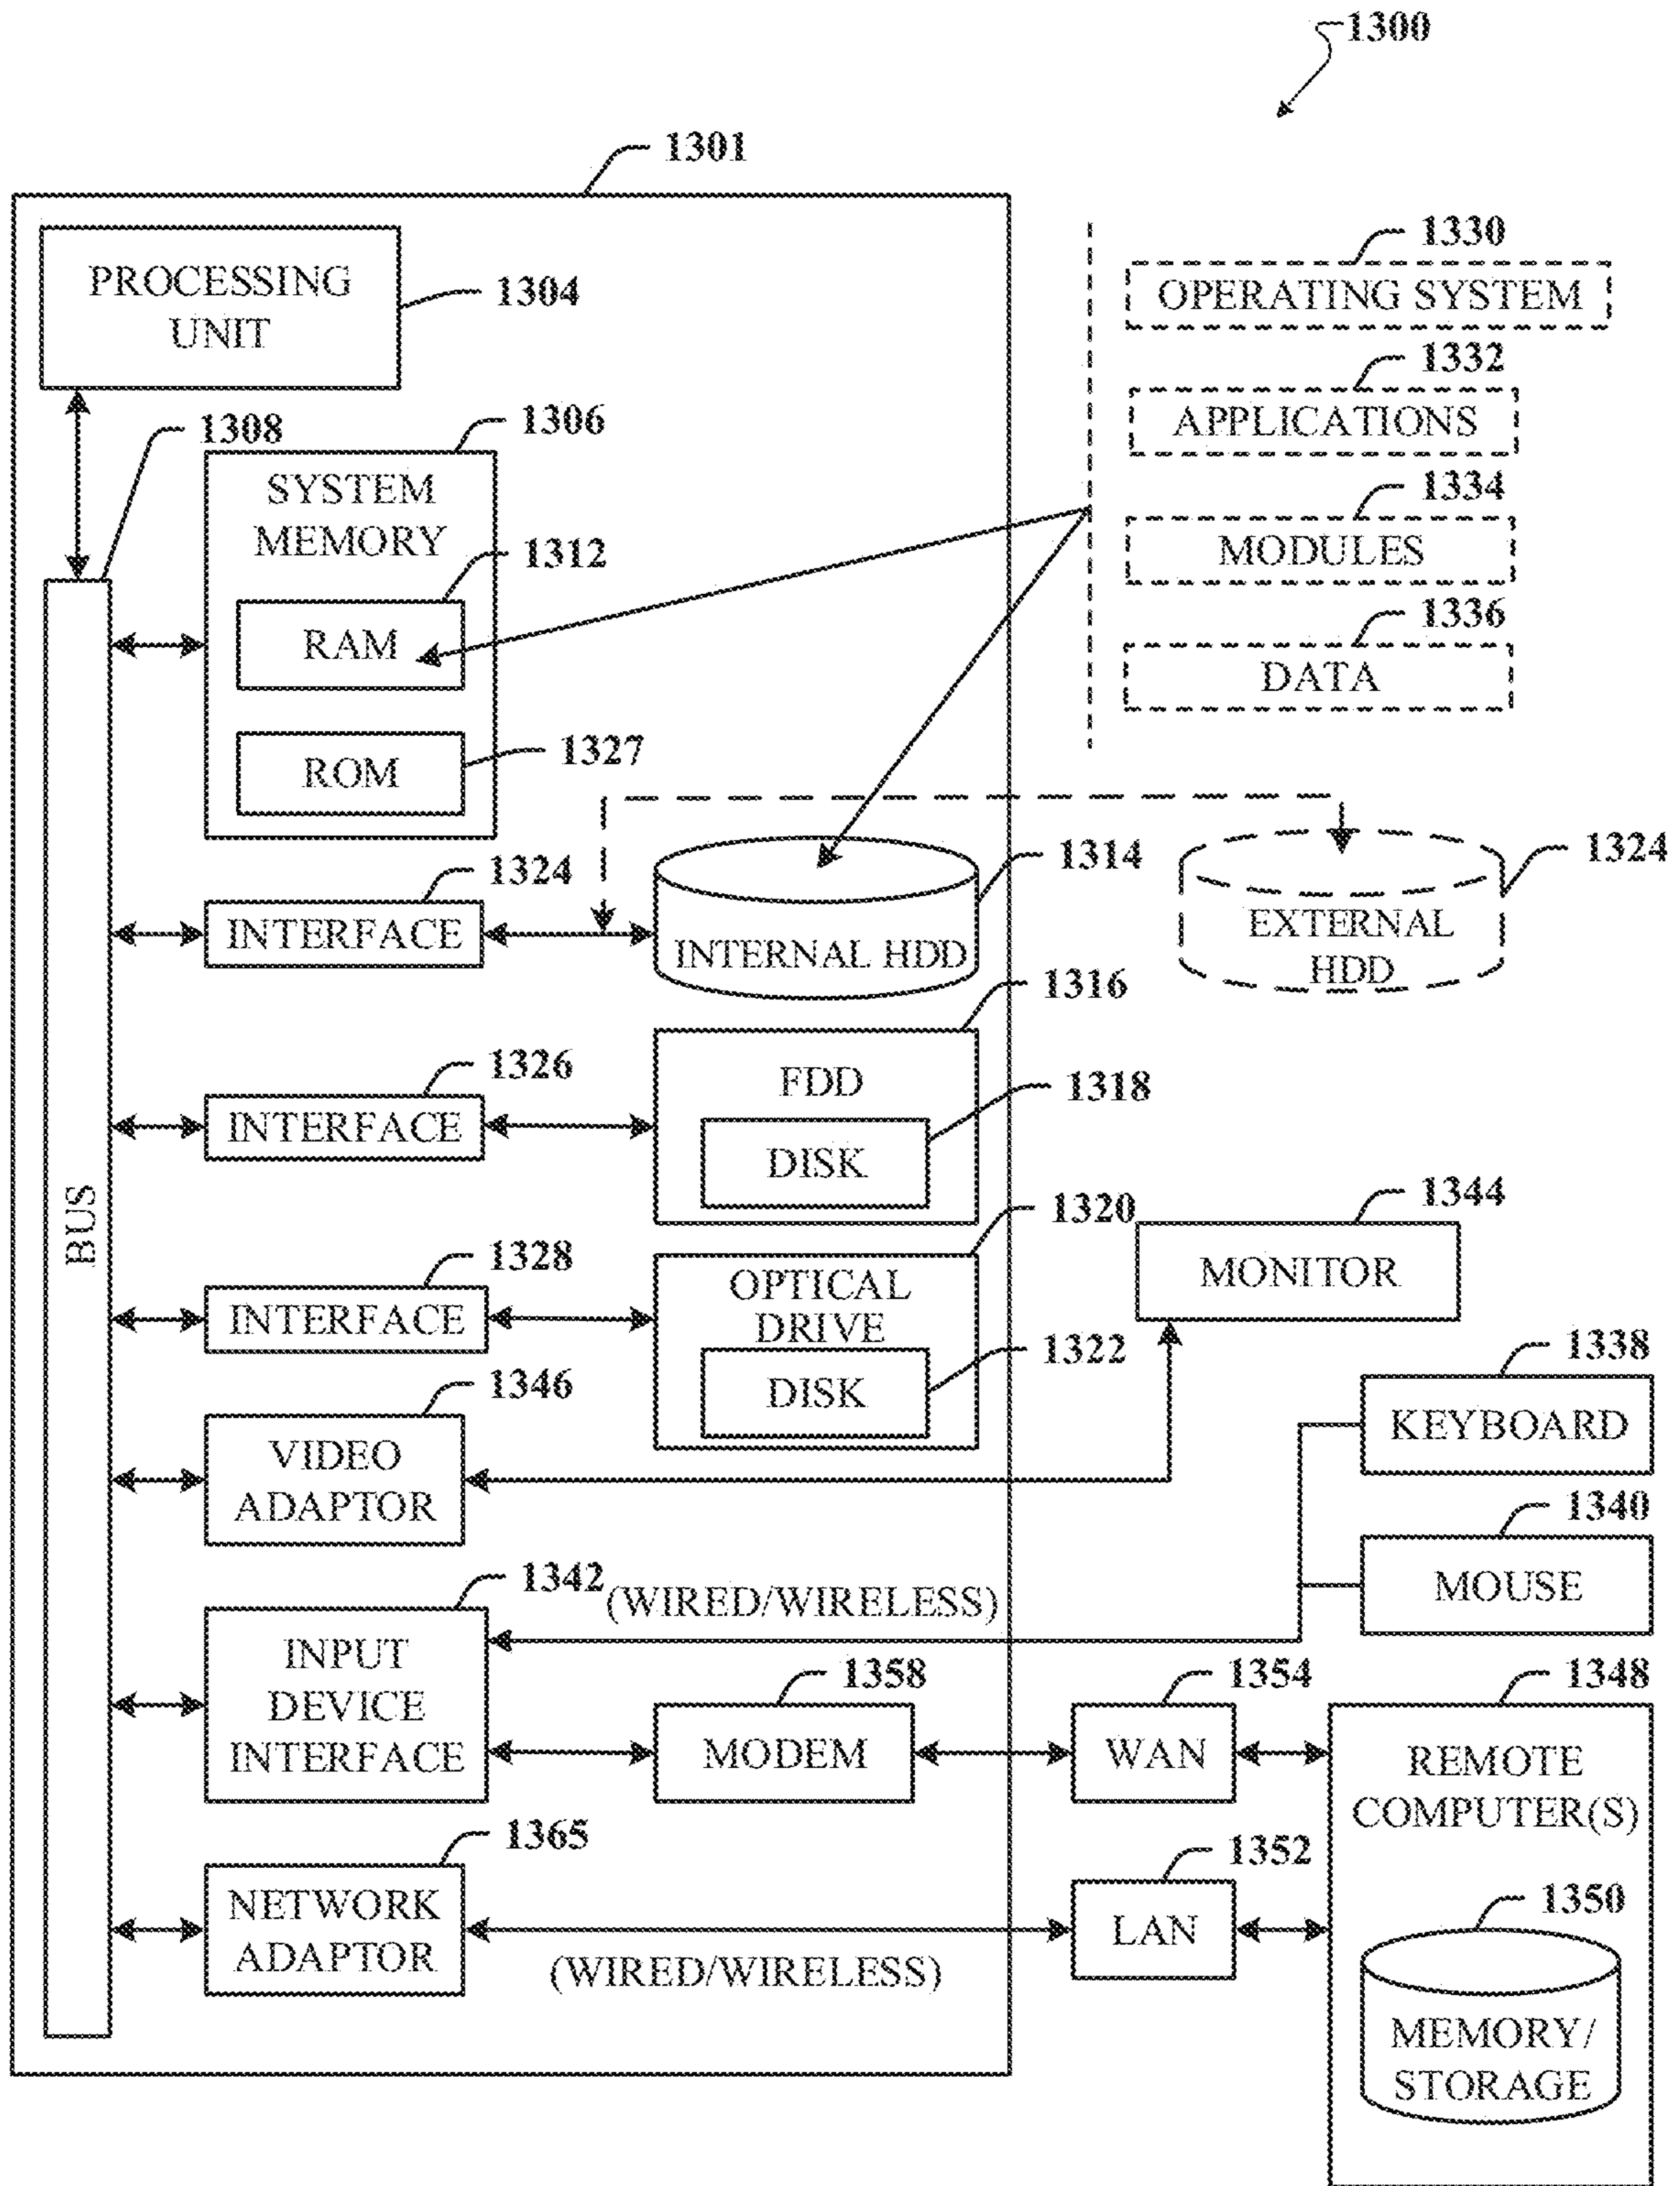 1300
1301
PROCESSING
UNIT
1304
1330
OPERATING SYSTEM
1332
APPLICATIONS
1334
MODULES
1336
DATA
1308
1306
SYSTEM
MEMORY
1312
RAM
1327
ROM
1324
INTERFACE
1314
INTERNAL HDD
1324
EXTERNAL
HDD
1326
INTERFACE
1316
FDD
1318
DISK
BUS
1328
INTERFACE
1320
OPTICAL
DRIVE
1322
DISK
1344
MONITOR
1346
VIDEO
ADAPTOR
1338
KEYBOARD
1340
MOUSE
1342
(WIRED/WIRELESS)
INPUT
DEVICE
INTERFACE
1358
MODEM
1354
WAN
1348
REMOTE
COMPUTER(S)
1365
NETWORK
ADAPTOR
(WIRED/WIRELESS)
1352
LAN
1350
MEMORY/
STORAGE